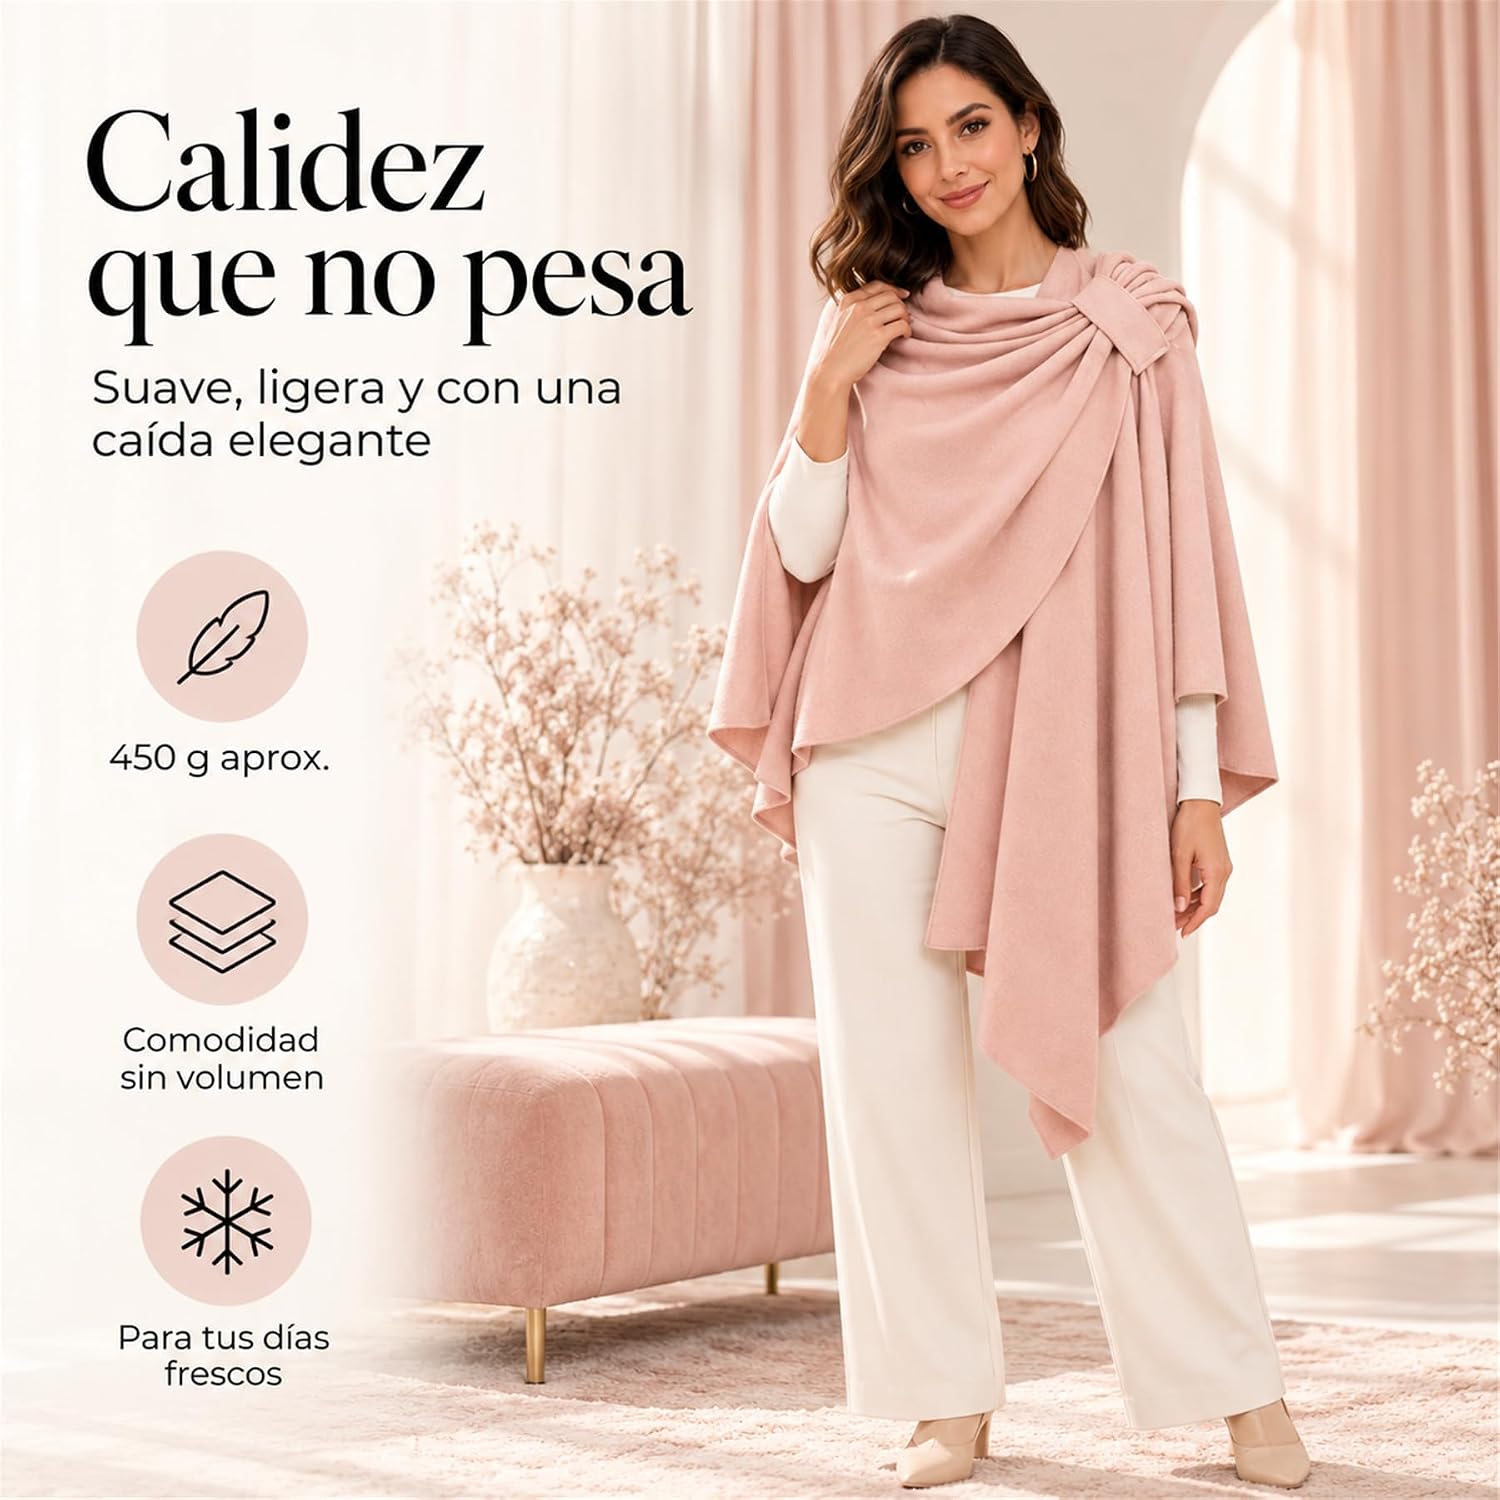 Calidez
que no pesa
Suave, ligera y con una
caída elegante
450 g aprox.
Comodidad
sin volumen
Para tus días
frescos